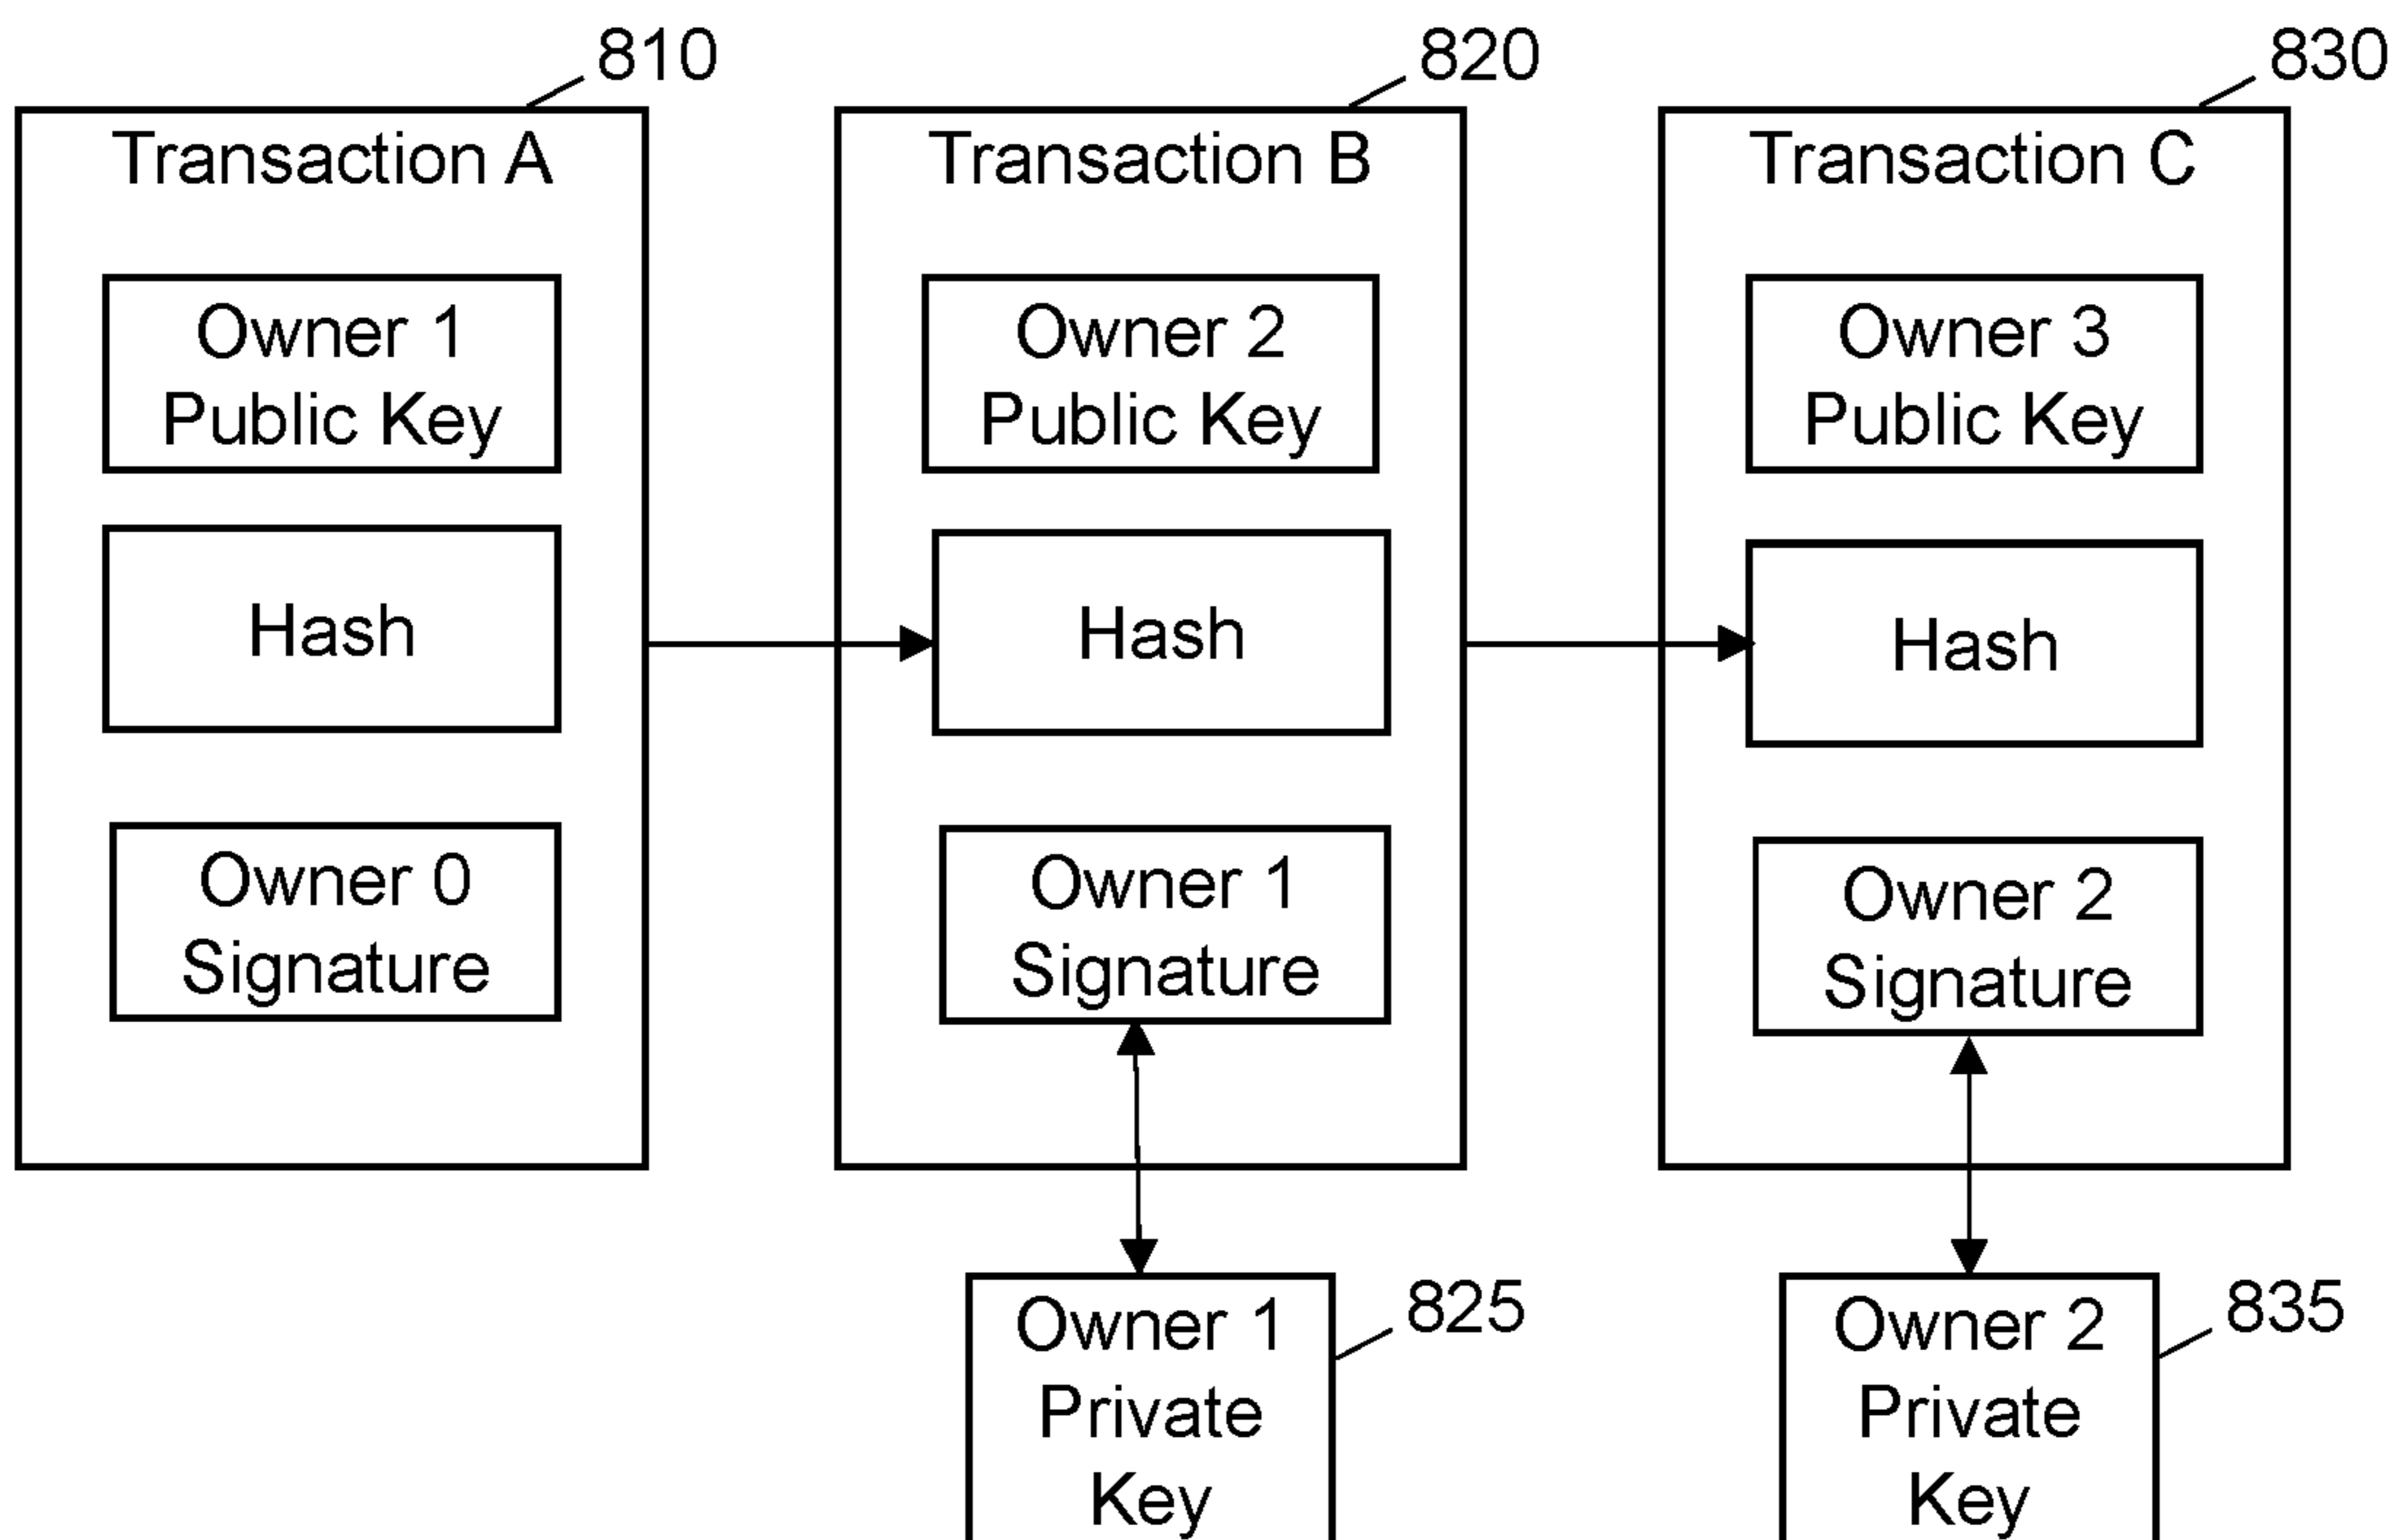 810
820
830
Transaction A
Transaction B
Transaction C
Owner 1
Public Key
Owner 2
Public Key
Owner 3
Public Key
Hash
Hash
Hash
Owner 0
Signature
Owner 1
Signature
Owner 2
Signature
Owner 1
Private
Key
825
Owner 2
Private
Key
835